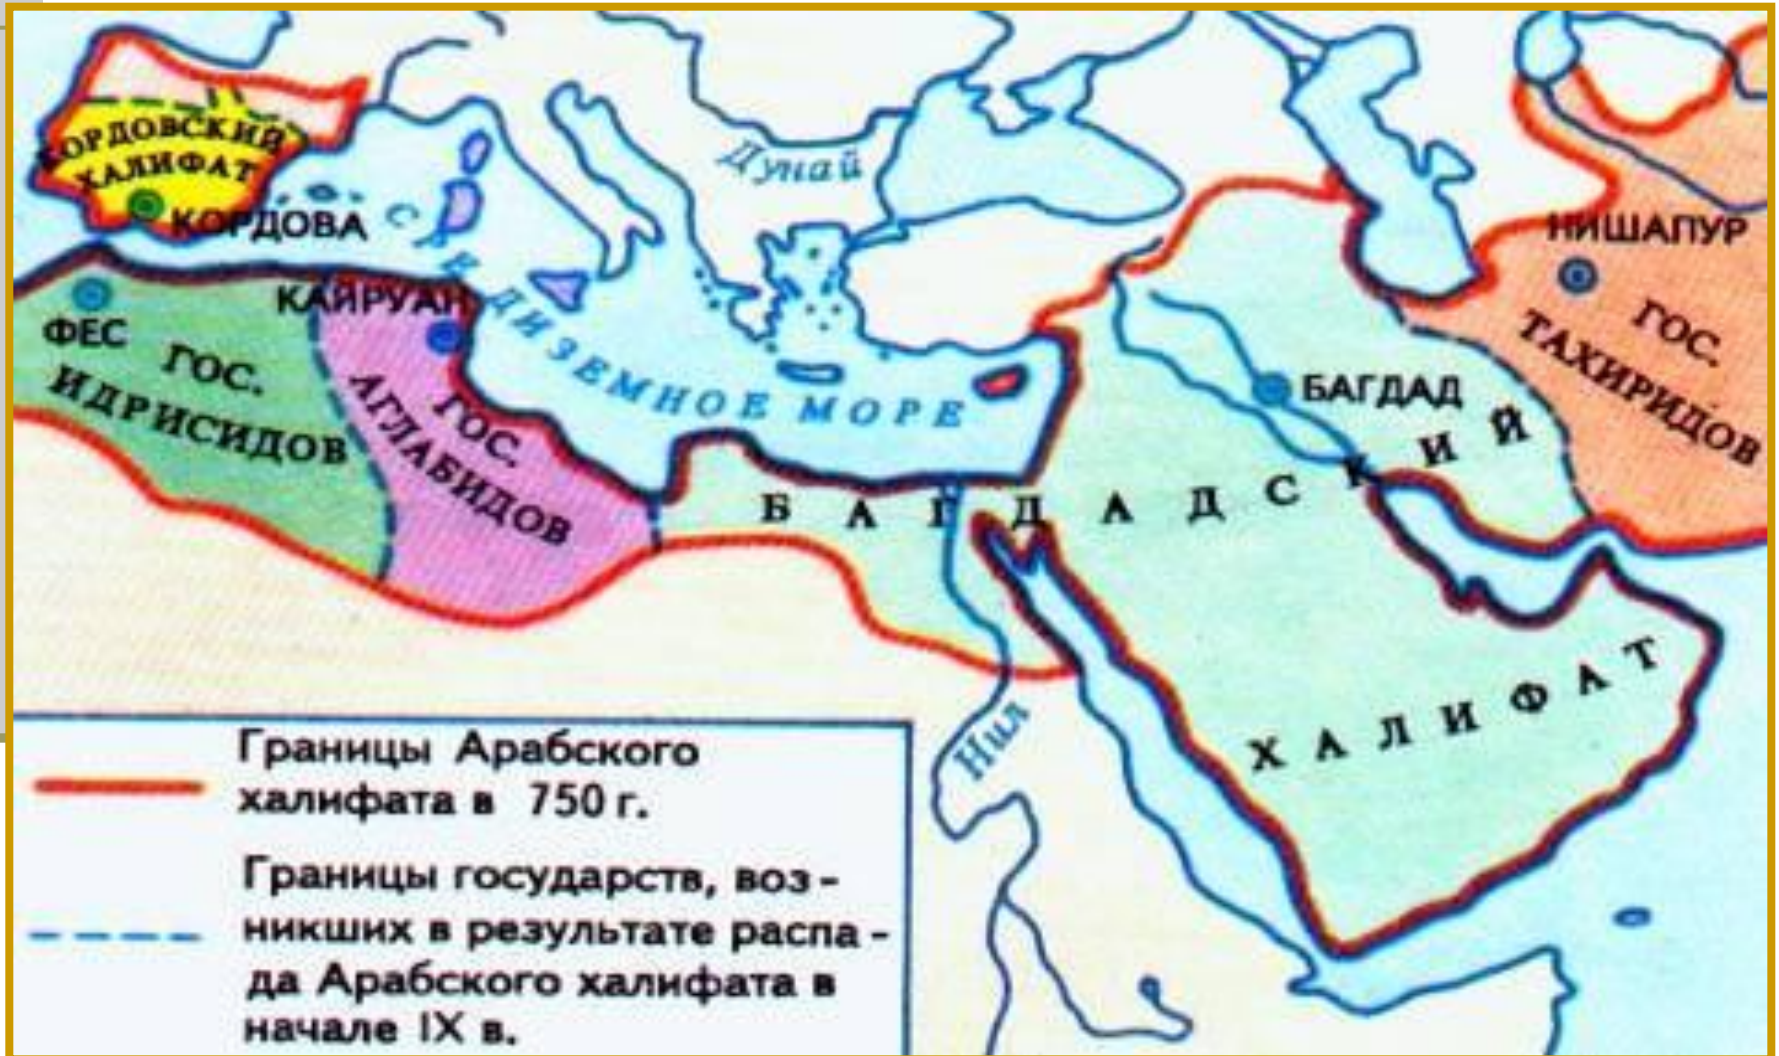 КОРДОВСКИЙ
ХАЛИФАТ
КОРДОВА
ФЕС
ГОС.
ИДРИСИДОВ
КАЙРУАН
ГОС.
АГЛАБИДОВ
СРЕДИЗЕМНОЕ МОРЕ
Дунай
БАГДАД
БАГДАДСКИЙ
ХАЛИФАТ
НИШАПУР
ГОС.
ТАХИРИДОВ
Нил
Границы Арабского
халифата в 750 г.
Границы государств, воз-
никших в результате распа-
да Арабского халифата в
начале IX в.